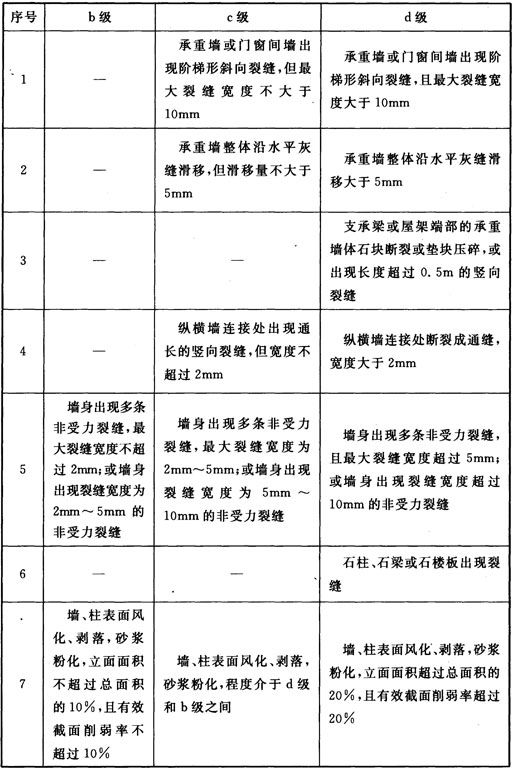 序号 b级 c级 d级
1
—
承重墙或门窗间墙出
现阶梯形斜向裂缝,但最
大裂缝宽度不大于
10mm
承重墙或门窗间墙出现阶
梯形斜向裂缝,且最大裂缝宽
度大于10mm
2
—
承重墙整体沿水平灰
缝滑移,但滑移量不大于
5mm
承重墙整体沿水平灰缝滑
移大于5mm
3
—
—
支承梁或屋架端部的承重
墙体石块断裂或垫块压碎,或
出现长度超过0.5m的竖向
裂缝
4
—
纵横墙连接处出现通
长的竖向裂缝,但宽度不
超过2mm
纵横墙连接处断裂成通缝,
宽度大于2mm
5
墙身出现多条
非受力裂缝,最
大裂缝宽度不超
过2mm;或墙身
出现裂缝宽度为
2mm～5mm的
非受力裂缝
墙身出现多条非受力
裂缝,最大裂缝宽度为
2mm～5mm;或墙身出现
裂缝宽度为5mm～
10mm的非受力裂缝
墙身出现多条非受力裂缝,
且最大裂缝宽度超过5mm;
或墙身出现裂缝宽度超过
10mm的非受力裂缝
6
—
—
石柱、石梁或石楼板出现裂
缝
7
墙、柱表面风
化、剥落,砂浆
粉化,立面面积
不超过总面积
的10%,且有效
截面削弱率不
超过10%
墙、柱表面风化、剥落,
砂浆粉化,程度介于d级
和b级之间
墙、柱表面风化、剥落,砂浆
粉化,立面面积超过总面积的
20%,且有效截面削弱率超过
20%